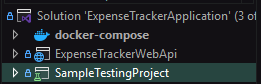 Solution 'ExpenseTrackerApplication' (3 of
docker-compose
ExpenseTrackerWebApi
SampleTestingProject